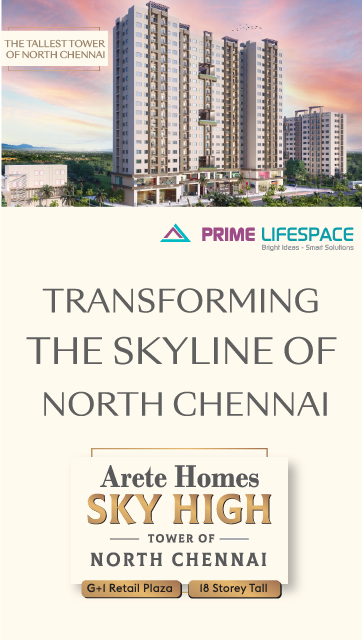 THE TALLEST TOWER
OF NORTH CHENNAI
PRIME LIFESPACE
Bright Ideas - Smart Solutions
TRANSFORMING
THE SKYLINE OF
NORTH CHENNAI
Arete Homes
SKY HIGH
TOWER OF
NORTH CHENNAI
G+1 Retail Plaza
18 Storey Tall